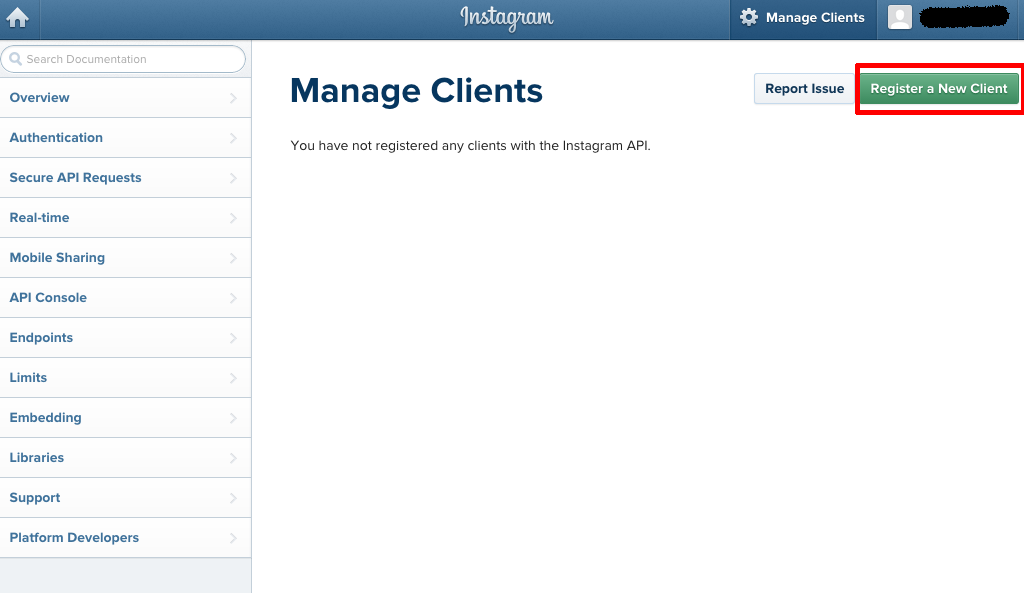 Instagram
Manage Clients
Search Documentation
Overview
Authentication
Secure API Requests
Real-time
Mobile Sharing
API Console
Endpoints
Limits
Embedding
Libraries
Support
Platform Developers
Manage Clients
Report Issue
Register a New Client
You have not registered any clients with the Instagram API.